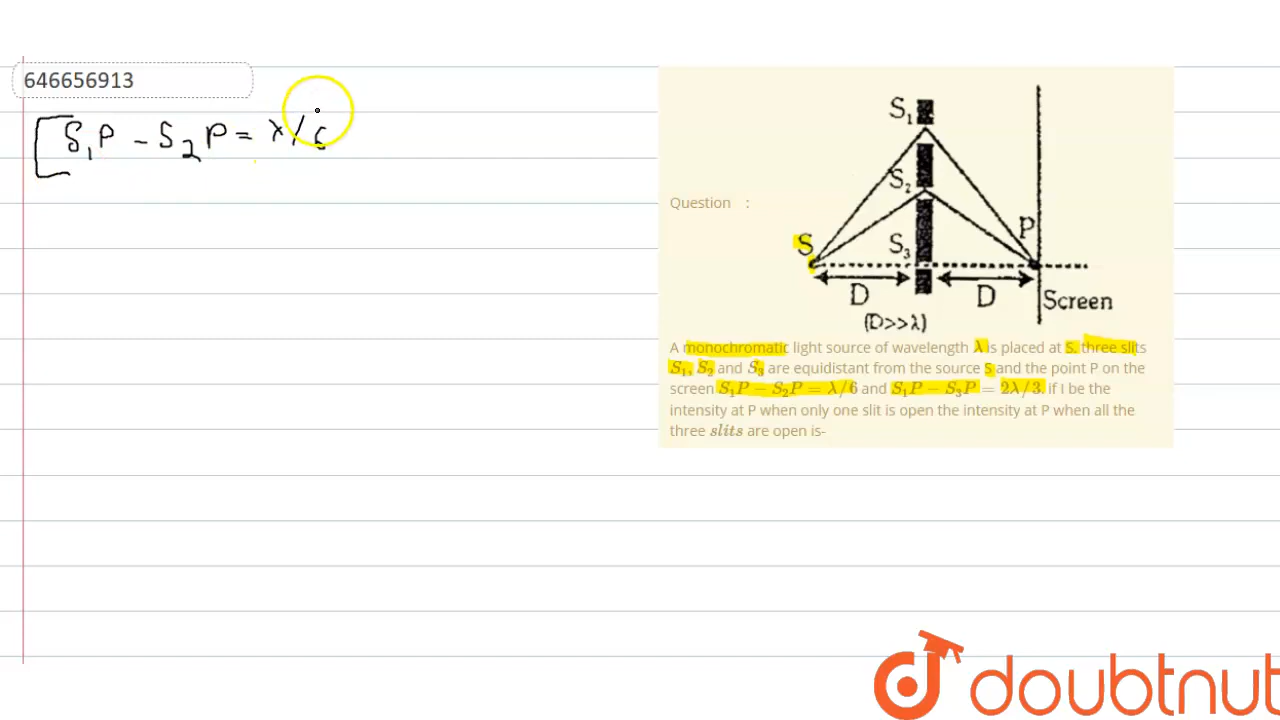 646656913
S₁P - S₂P = λ/6
Question :
S₁
S₂
S
S₃
P
D
D
Screen
(D>>λ)
A monochromatic light source of wavelength λ is placed at S. three slits
S₁, S₂ and S₃ are equidistant from the source S and the point P on the
screen S₁P − S₂P = λ/6 and S₁P − S₃P = 2λ/3. if I be the
intensity at P when only one slit is open the intensity at P when all the
three slits are open is-
doubtnut